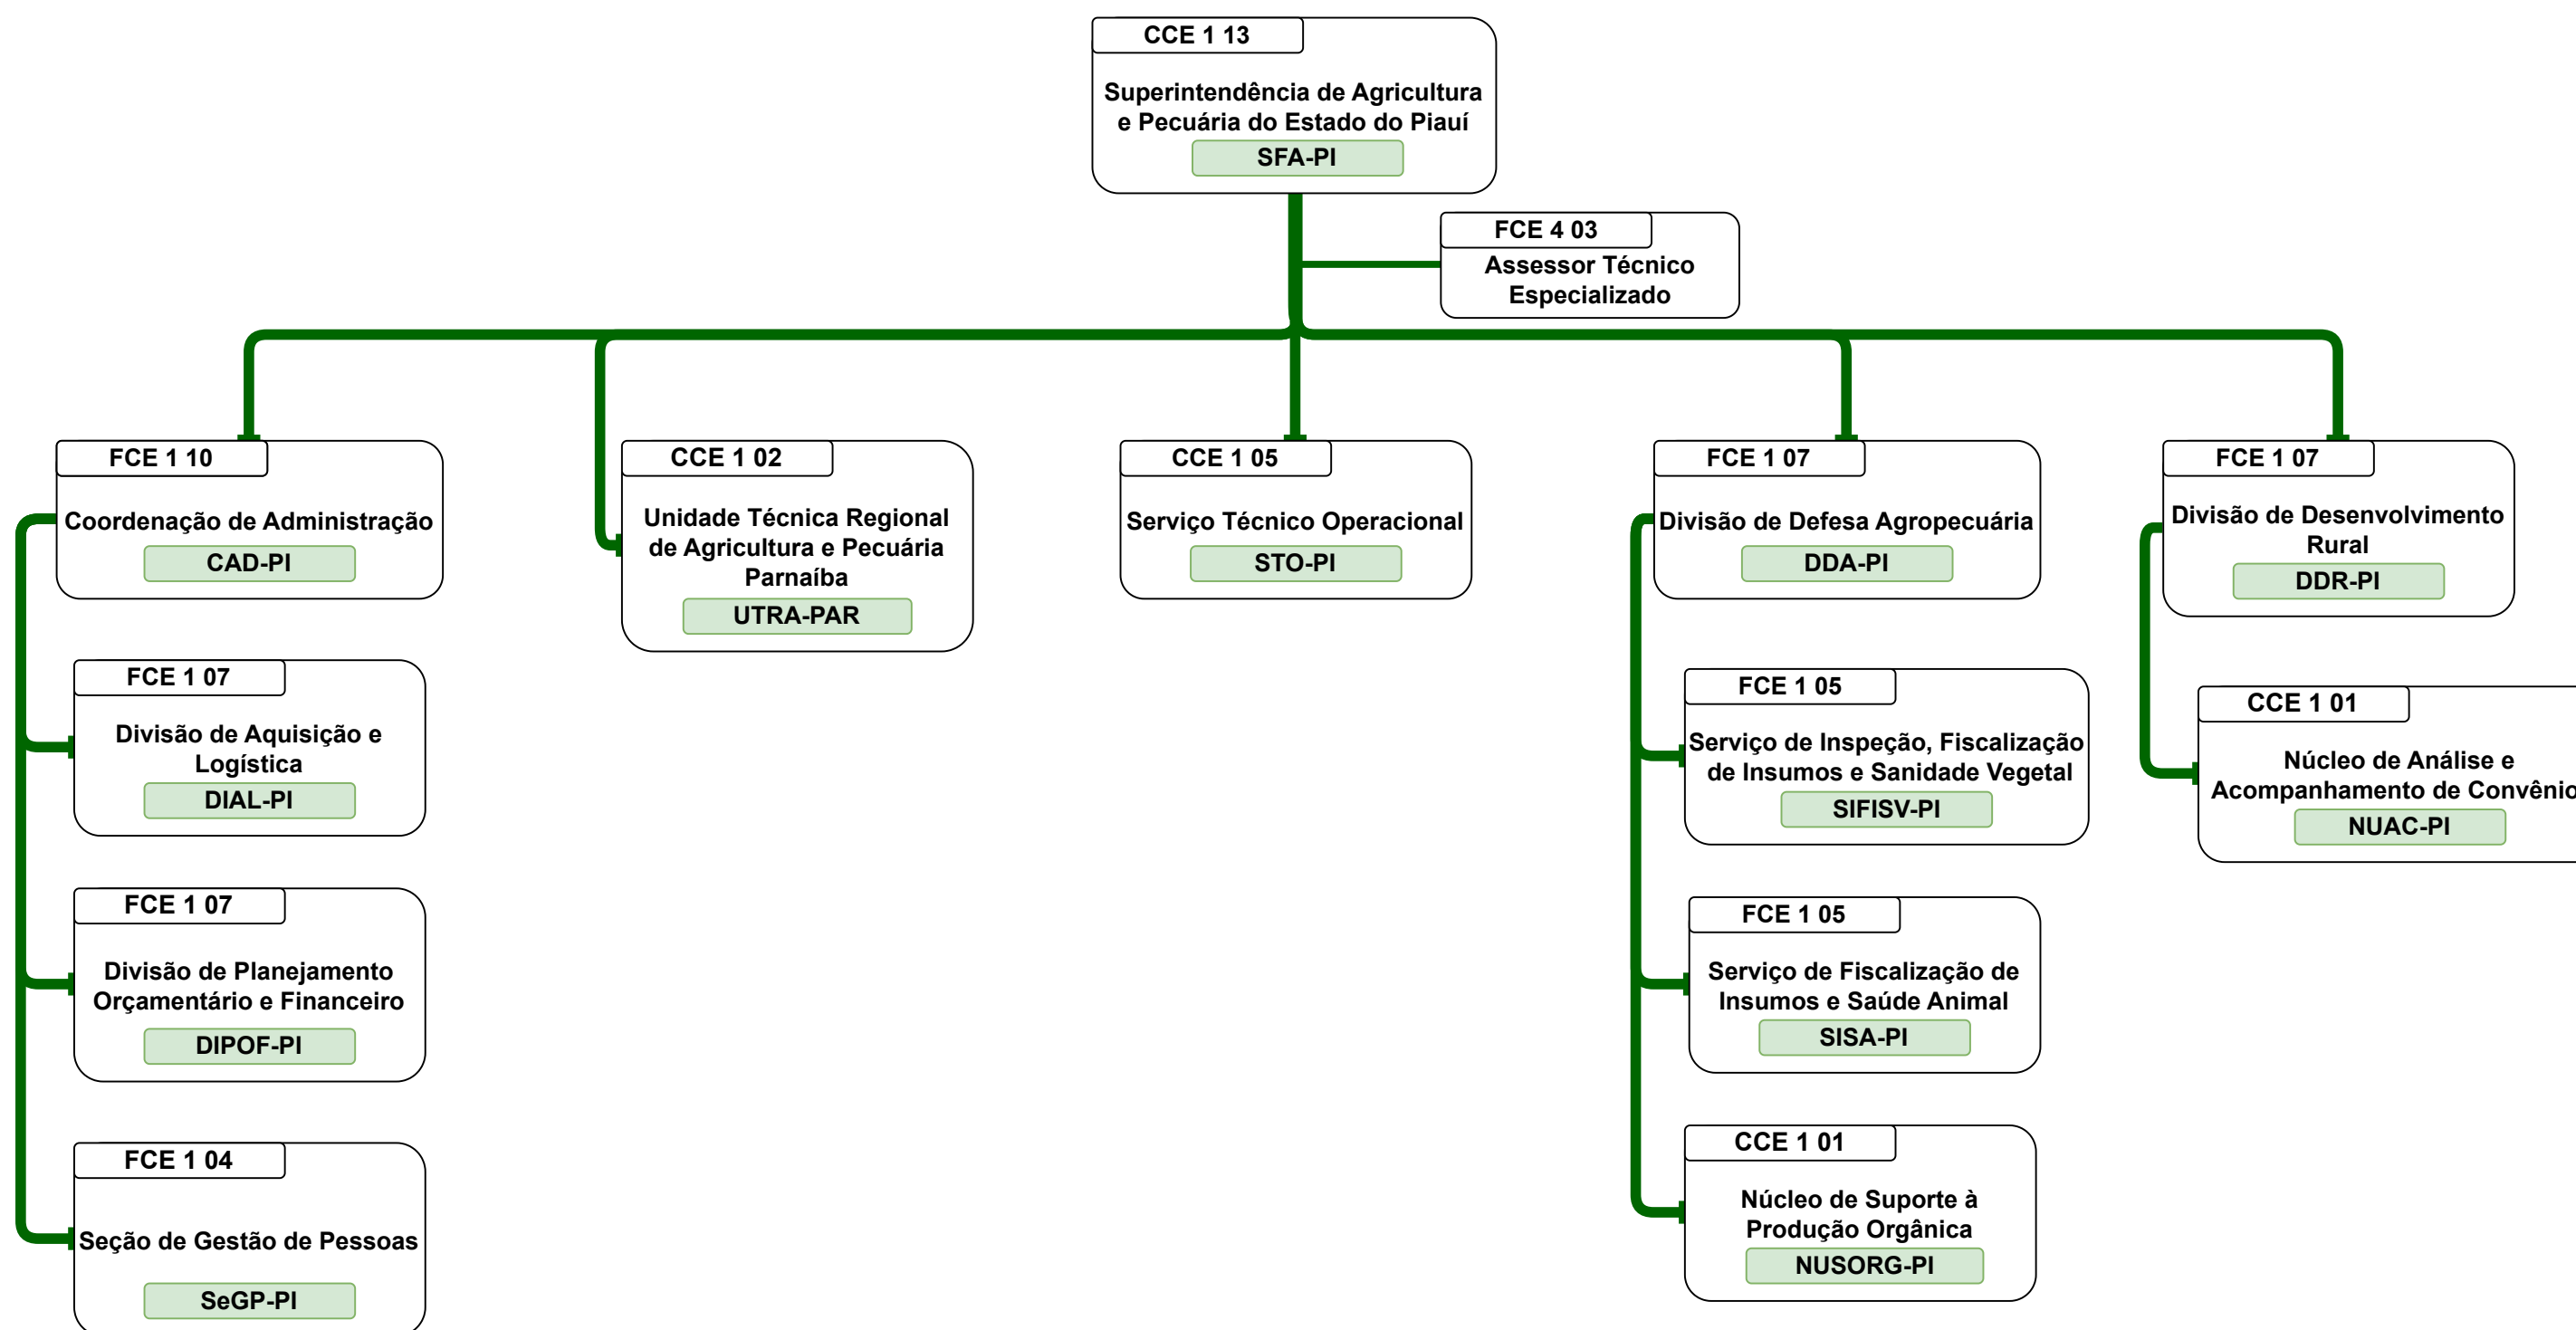 CCE 1 13
Superintendência de Agricultura
e Pecuária do Estado do Piauí
SFA-PI
FCE 4 03
Assessor Técnico
Especializado
FCE 1 10
Coordenação de Administração
CAD-PI
FCE 1 07
Divisão de Aquisição e
Logística
DIAL-PI
FCE 1 07
Divisão de Planejamento
Orçamentário e Financeiro
DIPOF-PI
FCE 1 04
Seção de Gestão de Pessoas
SeGP-PI
CCE 1 02
Unidade Técnica Regional
de Agricultura e Pecuária
Parnaíba
UTRA-PAR
CCE 1 05
Serviço Técnico Operacional
STO-PI
FCE 1 07
Divisão de Defesa Agropecuária
DDA-PI
FCE 1 05
Serviço de Inspeção, Fiscalização
de Insumos e Sanidade Vegetal
SIFISV-PI
FCE 1 05
Serviço de Fiscalização de
Insumos e Saúde Animal
SISA-PI
CCE 1 01
Núcleo de Suporte à
Produção Orgânica
NUSORG-PI
FCE 1 07
Divisão de Desenvolvimento
Rural
DDR-PI
CCE 1 01
Núcleo de Análise e
Acompanhamento de Convênio
NUAC-PI